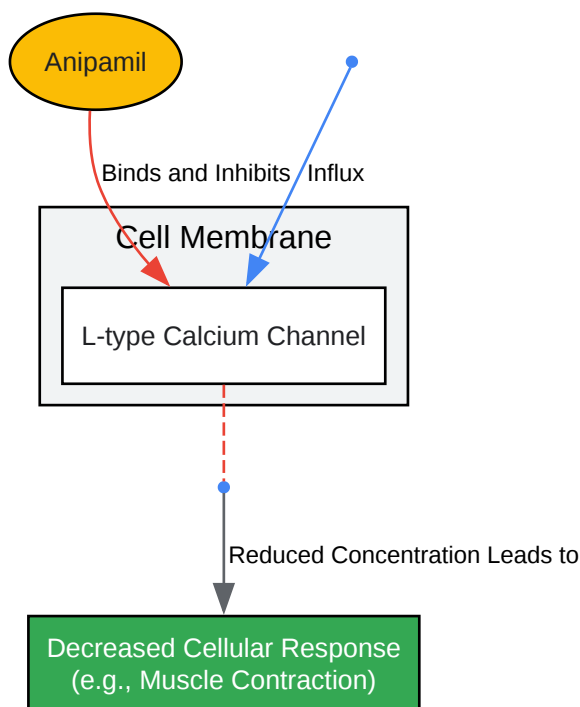 Anipamil
Binds and Inhibits
Influx
Cell Membrane
L-type Calcium Channel
Reduced Concentration Leads to
Decreased Cellular Response
(e.g., Muscle Contraction)